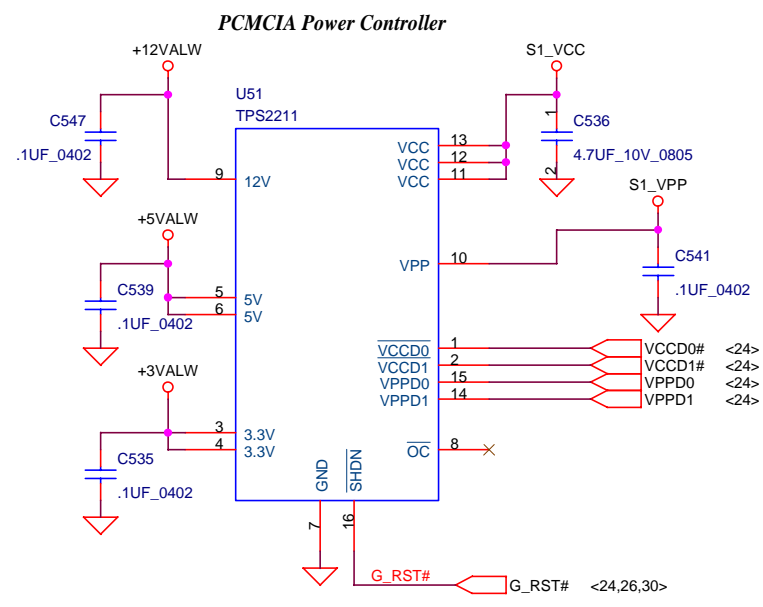 PCMCIA Power Controller
+12VALW
S1_VCC
U51
TPS2211
C547
.1UF_0402
1
C536
4.7UF_10V_0805
2
VCC 13
VCC 12
VCC 11
9 12V
S1_VPP
+5VALW
VPP 10
C541
.1UF_0402
C539
.1UF_0402
5 5V
6 5V
VCCD0 1 VCCD0# <24>
VCCD1 2 VCCD1# <24>
VPPD0 15 VPPD0 <24>
VPPD1 14 VPPD1 <24>
+3VALW
3 3.3V
4 3.3V
OC 8
C535
.1UF_0402
GND
SHDN
7
16
G_RST#
G_RST# <24,26,30>